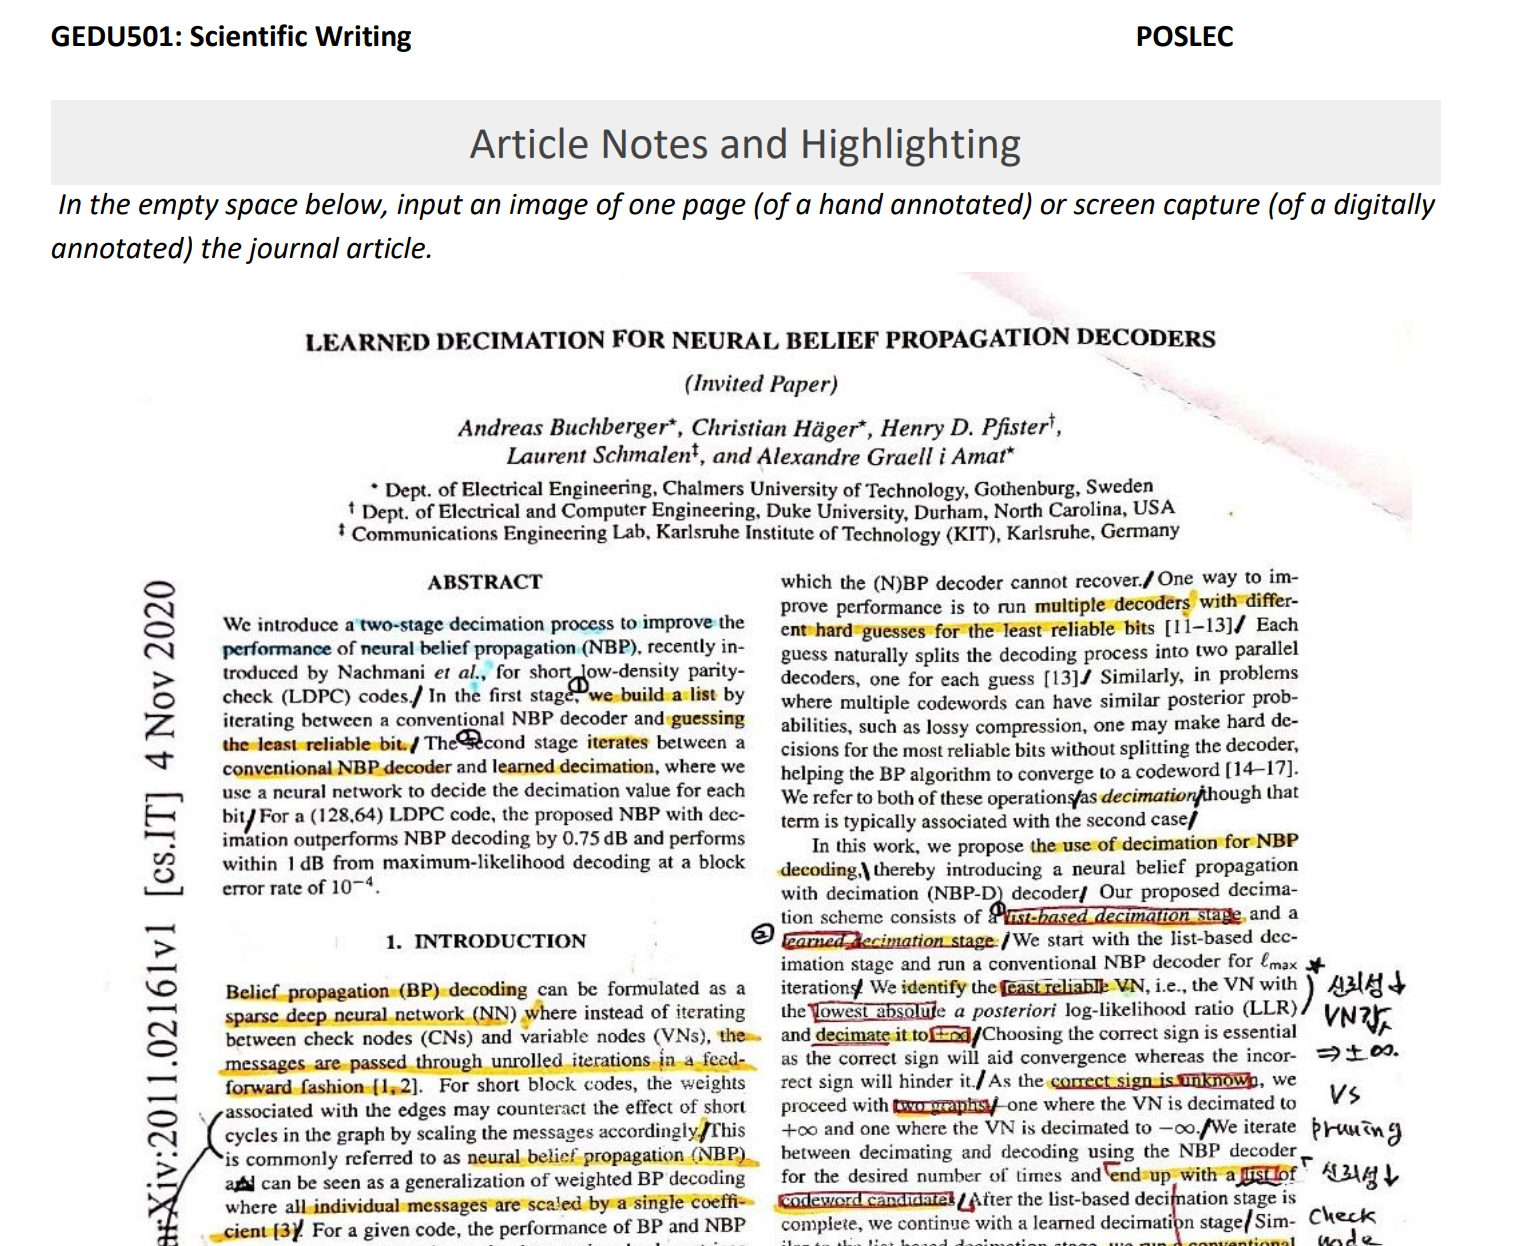 GEDU501: Scientific Writing
POSLEC
Article Notes and Highlighting
In the empty space below, input an image of one page (of a hand annotated) or screen capture (of a digitally
annotated) the journal article.
LEARNED DECIMATION FOR NEURAL BELIEF PROPAGATION DECODERS
(Invited Paper)
Andreas Buchberger*, Christian Häger*, Henry D. Pfister†,
Laurent Schmalen‡, and Alexandre Graell i Amat*
* Dept. of Electrical Engineering, Chalmers University of Technology, Gothenburg, Sweden
† Dept. of Electrical and Computer Engineering, Duke University, Durham, North Carolina, USA
‡ Communications Engineering Lab, Karlsruhe Institute of Technology (KIT), Karlsruhe, Germany
arXiv:2011.02161v1 [cs.IT] 4 Nov 2020
ABSTRACT
We introduce a two-stage decimation process to improve the
performance of neural belief propagation (NBP), recently in-
troduced by Nachmani et al., for short low-density parity-
check (LDPC) codes. In the first stage, ① we build a list by
iterating between a conventional NBP decoder and guessing
the least reliable bit. The ② second stage iterates between a
conventional NBP decoder and learned decimation, where we
use a neural network to decide the decimation value for each
bit. For a (128,64) LDPC code, the proposed NBP with dec-
imation outperforms NBP decoding by 0.75 dB and performs
within 1 dB from maximum-likelihood decoding at a block
error rate of 10⁻⁴.
1. INTRODUCTION
Belief propagation (BP) decoding can be formulated as a
sparse deep neural network (NN) where instead of iterating
between check nodes (CNs) and variable nodes (VNs), the
messages are passed through unrolled iterations in a feed-
forward fashion [1, 2]. For short block codes, the weights
associated with the edges may counteract the effect of short
cycles in the graph by scaling the messages accordingly. This
is commonly referred to as neural belief propagation (NBP)
and can be seen as a generalization of weighted BP decoding
where all individual messages are scaled by a single coeffi-
cient [3]. For a given code, the performance of BP and NBP
which the (N)BP decoder cannot recover. One way to im-
prove performance is to run multiple decoders with differ-
ent hard guesses for the least reliable bits [11–13]. Each
guess naturally splits the decoding process into two parallel
decoders, one for each guess [13]. Similarly, in problems
where multiple codewords can have similar posterior prob-
abilities, such as lossy compression, one may make hard de-
cisions for the most reliable bits without splitting the decoder,
helping the BP algorithm to converge to a codeword [14–17].
We refer to both of these operations as decimation though that
term is typically associated with the second case.
In this work, we propose the use of decimation for NBP
decoding, thereby introducing a neural belief propagation
with decimation (NBP-D) decoder. Our proposed decima-
tion scheme consists of a ① list-based decimation stage and a
② learned decimation stage. We start with the list-based dec-
imation stage and run a conventional NBP decoder for ℓmax
iterations. We identify the least reliable VN, i.e., the VN with
the lowest absolute a posteriori log-likelihood ratio (LLR)
and decimate it to ±∞. Choosing the correct sign is essential
as the correct sign will aid convergence whereas the incor-
rect sign will hinder it. As the correct sign is unknown, we
proceed with two graphs, one where the VN is decimated to
+∞ and one where the VN is decimated to −∞. We iterate
between decimating and decoding using the NBP decoder
for the desired number of times and end up with a list of
codeword candidates. After the list-based decimation stage is
complete, we continue with a learned decimation stage. Sim-
conventional
신뢰성↓
⇒ ±∞.
VS
pruning
신뢰성↓
Check
node